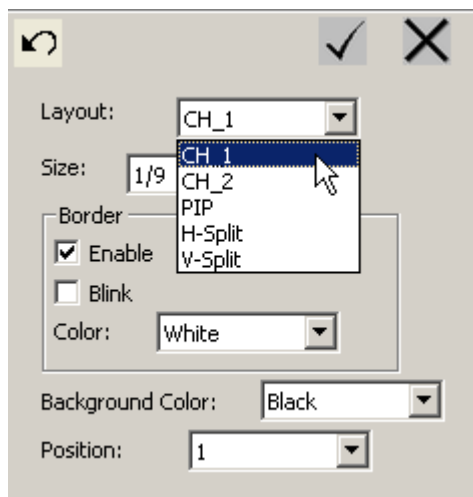 Layout: CH_1
CH_1
Size: 1/9
CH_2
PIP
Border
H-Split
Enable
V-Split
Blink
Color: White
Background Color: Black
Position: 1